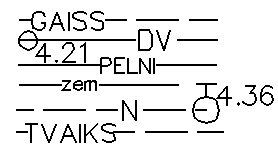 GAISS
DV
4.21
PELNI
zem
4.36
N
TVAIKS